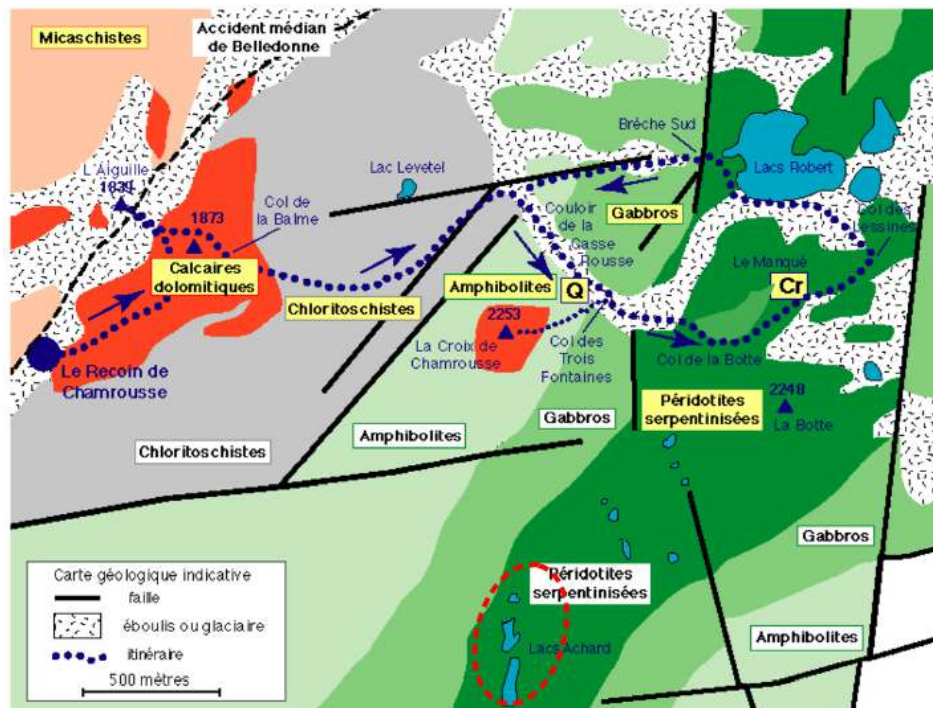 Micaschistes
Accident médian
de Belledonne
L'Aiguille
1839
Lac Levetel
Brèche Sud
Lacs Robert
1873
Col de
la Balme
Couloir
de la
Casse
Rousse
Gabbros
Col des
Lessines
Calcaires
dolomitiques
Chloritoschistes
Amphibolites
Q
Le Manqué
Cr
2253
La Croix de
Chamrousse
Col des
Trois
Fontaines
Col de la Botte
Le Recoin de
Chamrousse
2248
La Botte
Péridotites
serpentinisées
Gabbros
Amphibolites
Chloritoschistes
Gabbros
Péridotites
serpentinisées
Lacs Achard
Amphibolites
Carte géologique indicative
faille
éboulis ou glaciaire
itinéraire
500 mètres